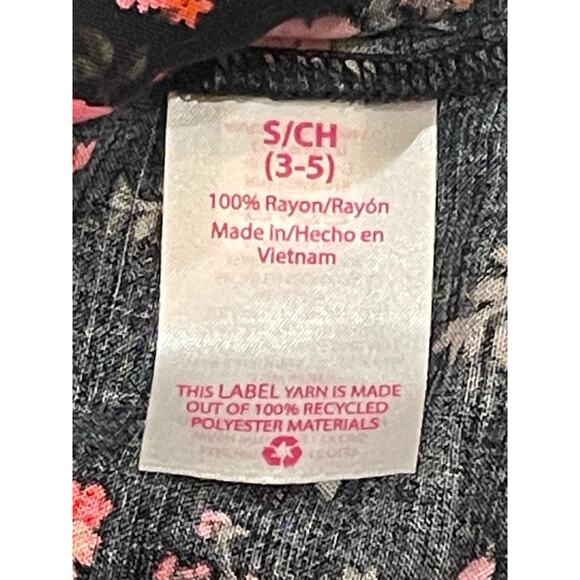 S/CH
(3-5)
100% Rayon/Rayón
Made In/Hecho en
Vietnam
THIS LABEL YARN IS MADE
OUT OF 100% RECYCLED
POLYESTER MATERIALS